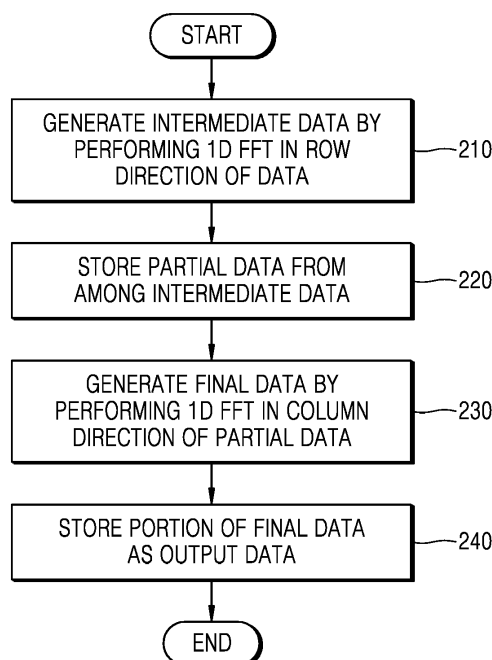 START
GENERATE INTERMEDIATE DATA BY
PERFORMING 1D FFT IN ROW
DIRECTION OF DATA
210
STORE PARTIAL DATA FROM
AMONG INTERMEDIATE DATA
220
GENERATE FINAL DATA BY
PERFORMING 1D FFT IN COLUMN
DIRECTION OF PARTIAL DATA
230
STORE PORTION OF FINAL DATA
AS OUTPUT DATA
240
END